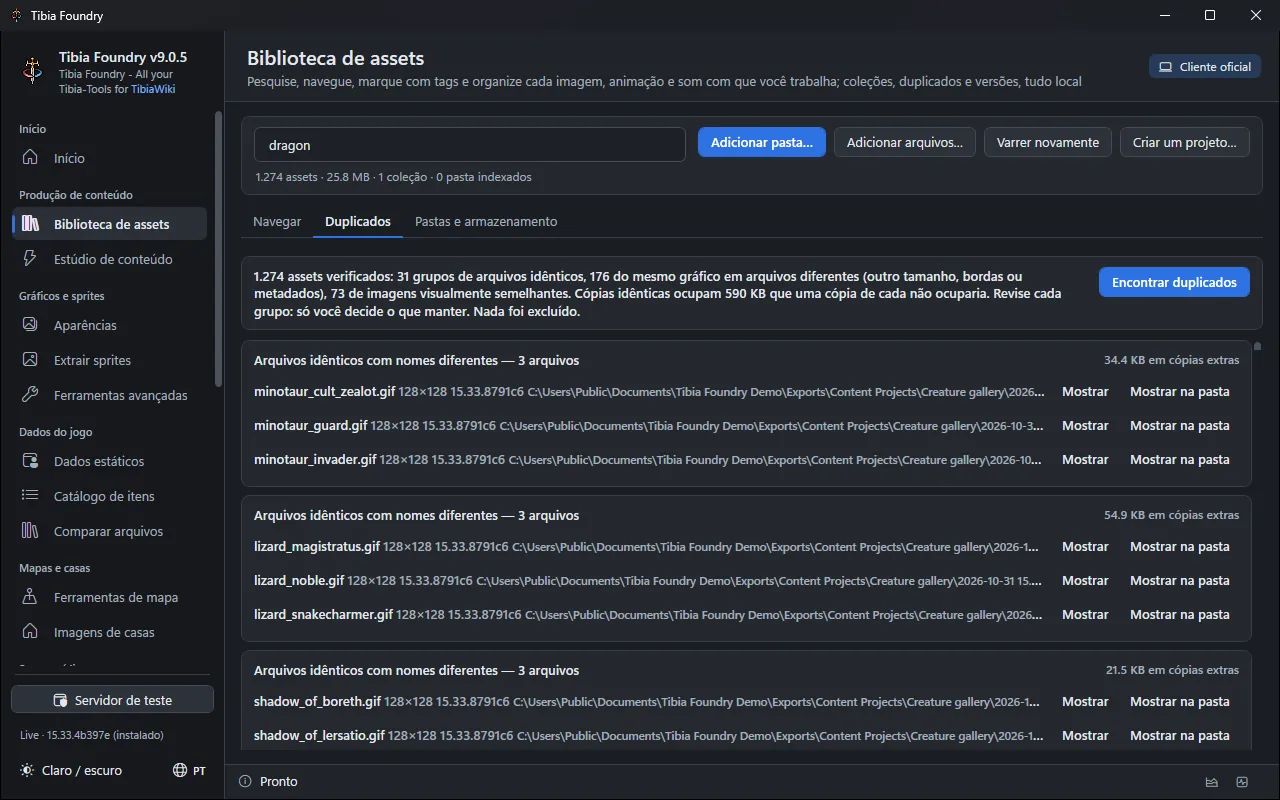 Tibia Foundry
Tibia Foundry v9.0.5
Tibia Foundry - All your
Tibia-Tools for TibiaWiki
Início
Início
Produção de conteúdo
Biblioteca de assets
Estúdio de conteúdo
Gráficos e sprites
Aparências
Extrair sprites
Ferramentas avançadas
Dados do jogo
Dados estáticos
Catálogo de itens
Comparar arquivos
Mapas e casas
Ferramentas de mapa
Imagens de casas
Servidor de teste
Live · 15.33.4b397e (instalado)
Claro / escuro
PT
Biblioteca de assets
Pesquise, navegue, marque com tags e organize cada imagem, animação e som com que você trabalha; coleções, duplicados e versões, tudo local
Cliente oficial
dragon
Adicionar pasta...
Adicionar arquivos...
Varrer novamente
Criar um projeto...
1.274 assets · 25.8 MB · 1 coleção · 0 pasta indexados
Navegar
Duplicados
Pastas e armazenamento
1.274 assets verificados: 31 grupos de arquivos idênticos, 176 do mesmo gráfico em arquivos diferentes (outro tamanho, bordas ou
metadados), 73 de imagens visualmente semelhantes. Cópias idênticas ocupam 590 KB que uma cópia de cada não ocuparia. Revise cada
grupo: só você decide o que manter. Nada foi excluído.
Encontrar duplicados
Arquivos idênticos com nomes diferentes — 3 arquivos
34.4 KB em cópias extras
minotaur_cult_zealot.gif 128×128 15.33.8791c6 C:\Users\Public\Documents\Tibia Foundry Demo\Exports\Content Projects\Creature gallery\2026... Mostrar Mostrar na pasta
minotaur_guard.gif 128×128 15.33.8791c6 C:\Users\Public\Documents\Tibia Foundry Demo\Exports\Content Projects\Creature gallery\2026-10-3... Mostrar Mostrar na pasta
minotaur_invader.gif 128×128 15.33.8791c6 C:\Users\Public\Documents\Tibia Foundry Demo\Exports\Content Projects\Creature gallery\2026-10... Mostrar Mostrar na pasta
Arquivos idênticos com nomes diferentes — 3 arquivos
54.9 KB em cópias extras
lizard_magistratus.gif 128×128 15.33.8791c6 C:\Users\Public\Documents\Tibia Foundry Demo\Exports\Content Projects\Creature gallery\2026-1... Mostrar Mostrar na pasta
lizard_noble.gif 128×128 15.33.8791c6 C:\Users\Public\Documents\Tibia Foundry Demo\Exports\Content Projects\Creature gallery\2026-10-31 15.... Mostrar Mostrar na pasta
lizard_snakecharmer.gif 128×128 15.33.8791c6 C:\Users\Public\Documents\Tibia Foundry Demo\Exports\Content Projects\Creature gallery\2026... Mostrar Mostrar na pasta
Arquivos idênticos com nomes diferentes — 3 arquivos
21.5 KB em cópias extras
shadow_of_boreth.gif 128×128 15.33.8791c6 C:\Users\Public\Documents\Tibia Foundry Demo\Exports\Content Projects\Creature gallery\2026-1... Mostrar Mostrar na pasta
shadow_of_lersatio.gif 128×128 15.33.8791c6 C:\Users\Public\Documents\Tibia Foundry Demo\Exports\Content Projects\Creature gallery\2026-1... Mostrar Mostrar na pasta
Pronto